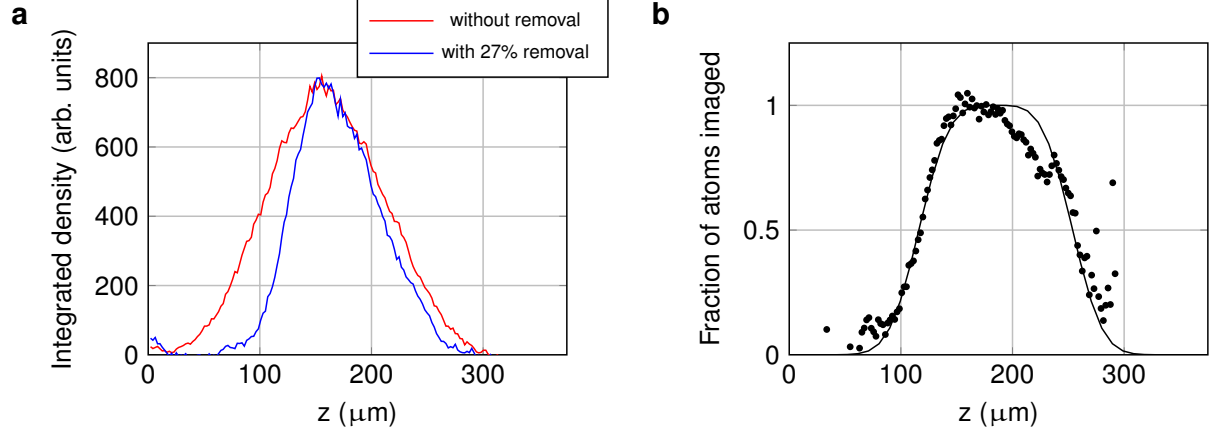 a
without removal
with 27% removal
Integrated density (arb. units)
800
600
400
200
0
0 100 200 300
z (μm)
b
Fraction of atoms imaged
1
0.5
0
0 100 200 300
z (μm)